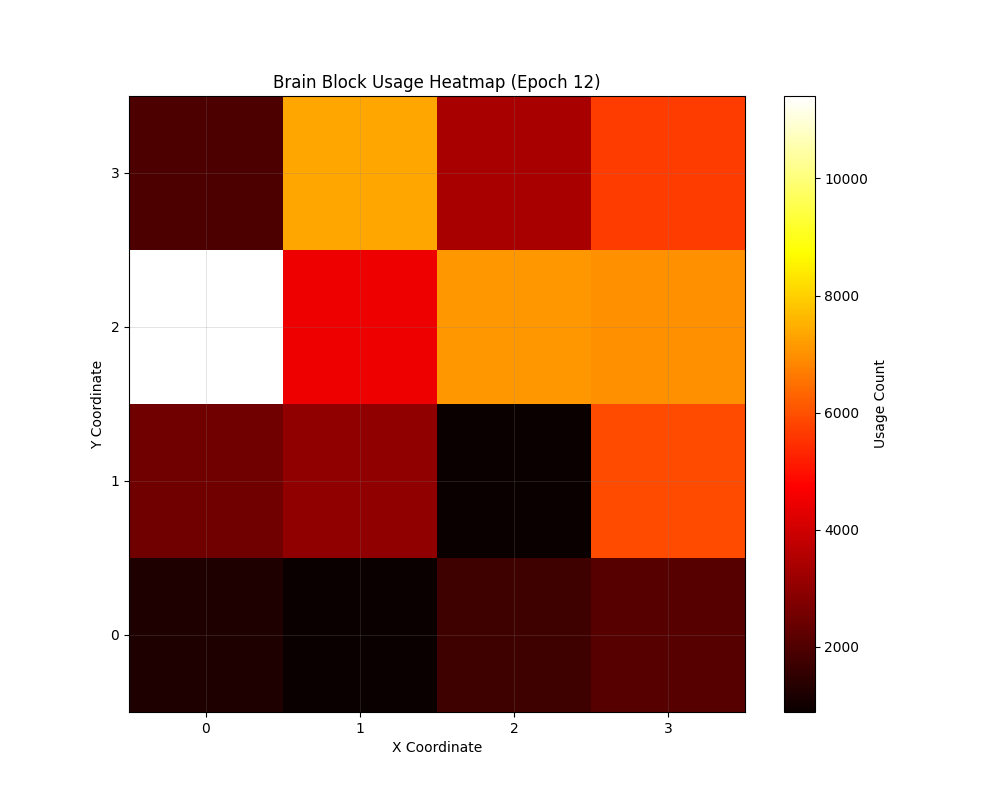 Brain Block Usage Heatmap (Epoch 12)
3
2
1
0
Y Coordinate
0 1 2 3
X Coordinate
10000
8000
6000
4000
2000
Usage Count